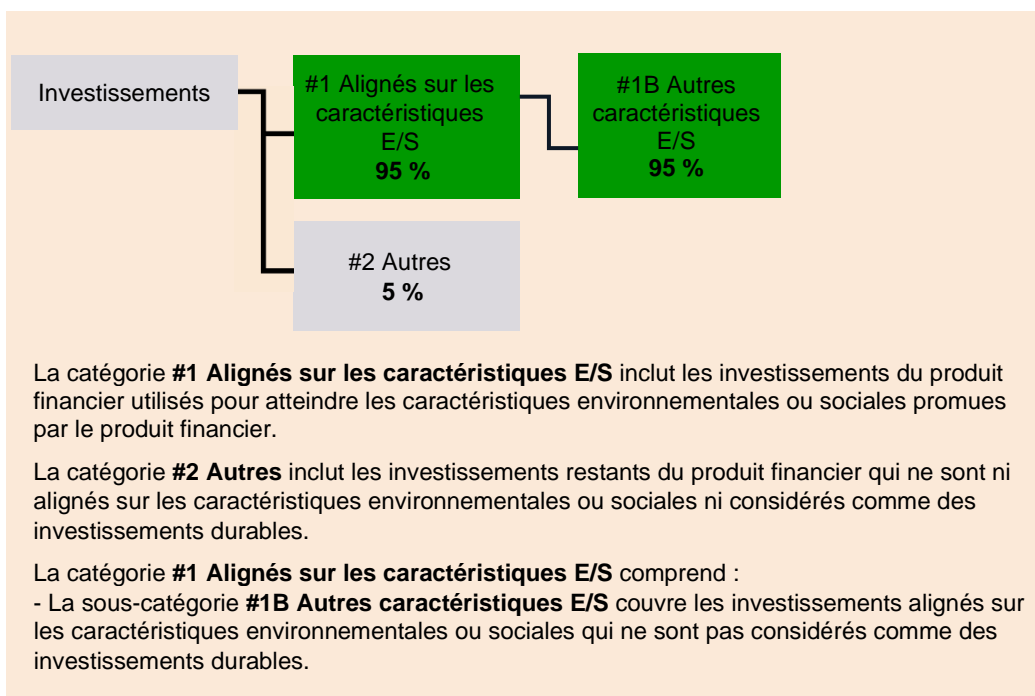 Investissements
#1 Alignés sur les
caractéristiques
E/S
95 %
#1B Autres
caractéristiques
E/S
95 %
#2 Autres
5 %
La catégorie #1 Alignés sur les caractéristiques E/S inclut les investissements du produit
financier utilisés pour atteindre les caractéristiques environnementales ou sociales promues
par le produit financier.
La catégorie #2 Autres inclut les investissements restants du produit financier qui ne sont ni
alignés sur les caractéristiques environnementales ou sociales ni considérés comme des
investissements durables.
La catégorie #1 Alignés sur les caractéristiques E/S comprend :
- La sous-catégorie #1B Autres caractéristiques E/S couvre les investissements alignés sur
les caractéristiques environnementales ou sociales qui ne sont pas considérés comme des
investissements durables.